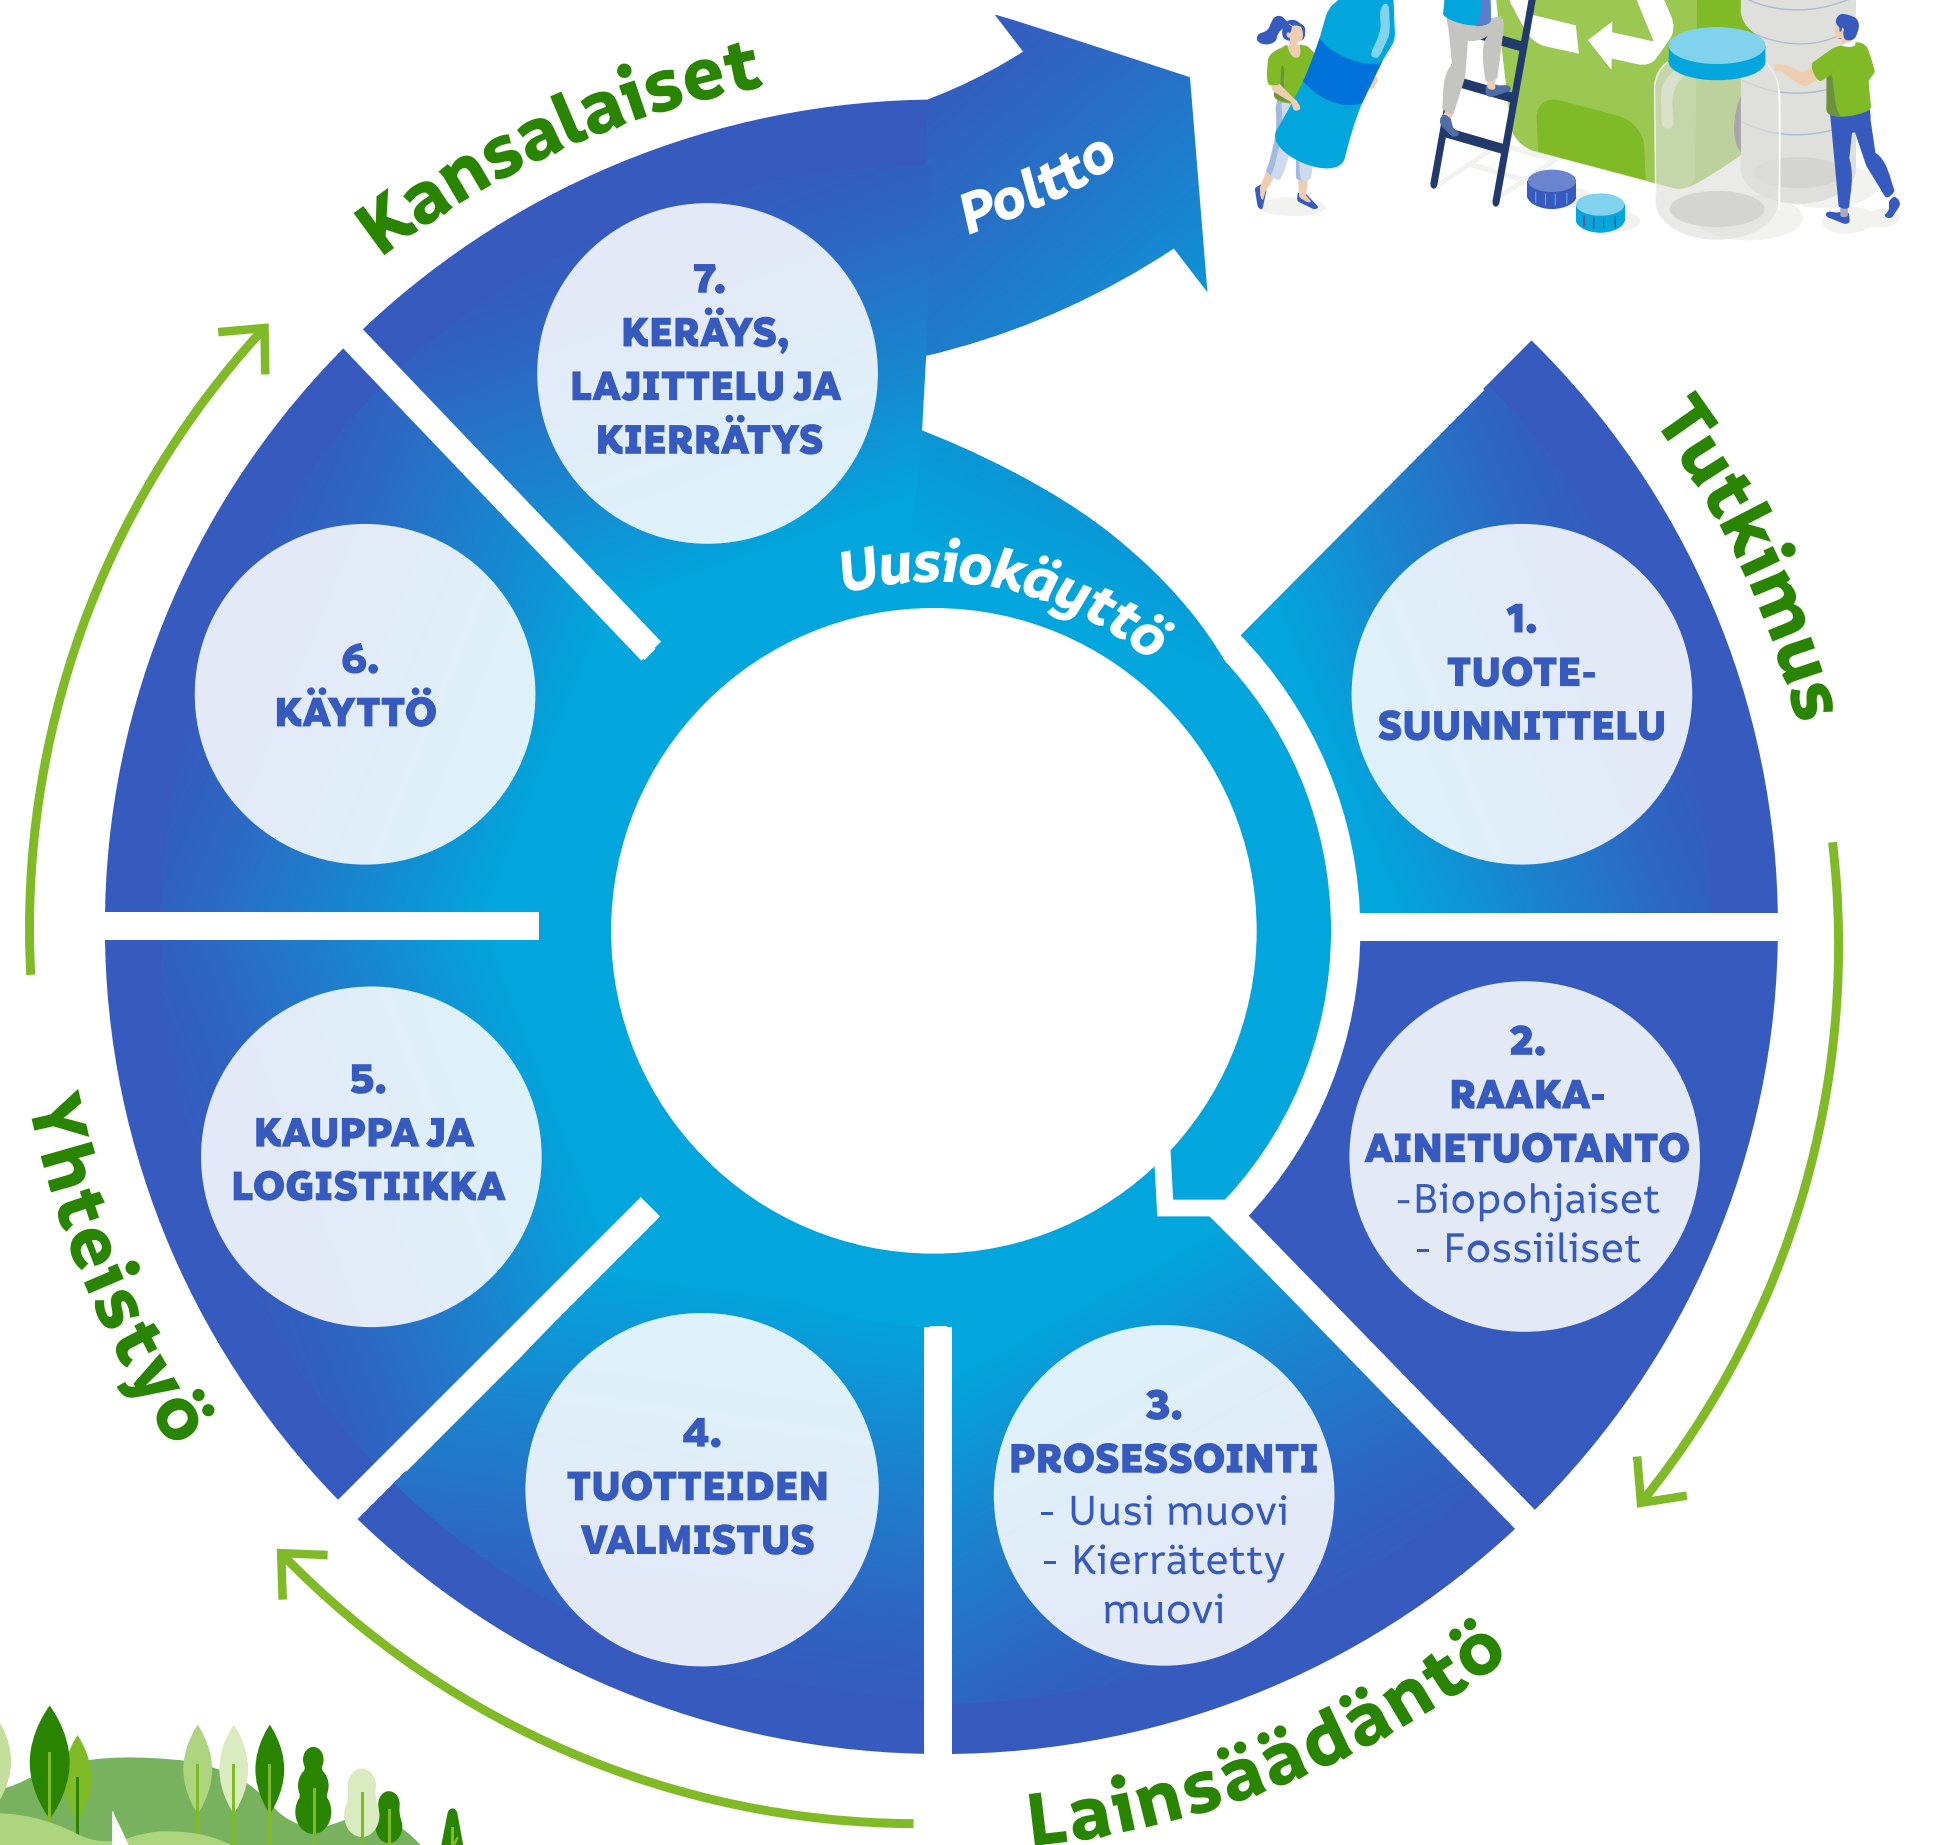 Kansalaiset
Poltto
7.
KERÄYS,
LAJITTELU JA
KIERRÄTYS
Uusiokäyttö
Tutkimus
1.
TUOTE-
SUUNNITTELU
2.
RAAKA-
AINETUOTANTO
-Biopohjaiset
- Fossiiliset
3.
PROSESSOINTI
- Uusi muovi
- Kierrätetty
muovi
Lainsäädäntö
4.
TUOTTEIDEN
VALMISTUS
5.
KAUPPA JA
LOGISTIIKKA
Yhteistyö
6.
KÄYTTÖ